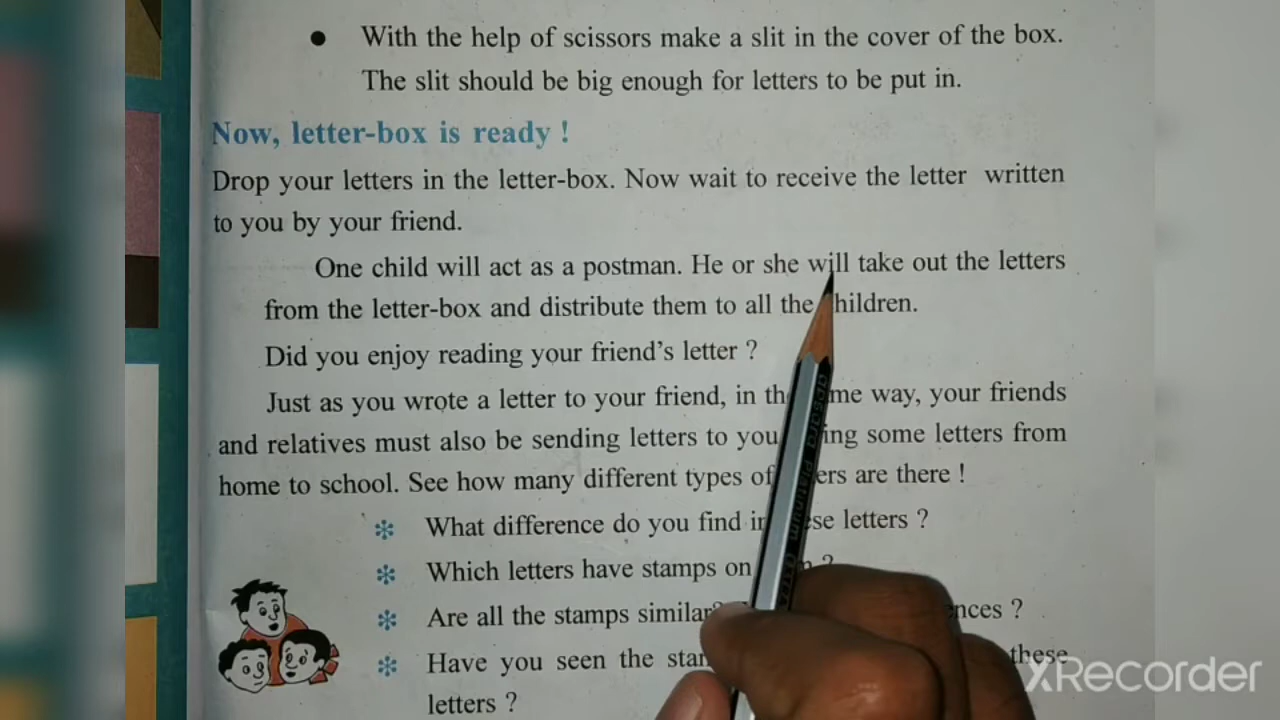 • With the help of scissors make a slit in the cover of the box.
The slit should be big enough for letters to be put in.
Now, letter-box is ready !
Drop your letters in the letter-box. Now wait to receive the letter written
to you by your friend.
One child will act as a postman. He or she will take out the letters
from the letter-box and distribute them to all the hildren.
Did you enjoy reading your friend's letter ?
Just as you wrote a letter to your friend, in me way, your friends
and relatives must also be sending letters to you ing some letters from
home to school. See how many different types of ers are there !
What difference do you find in se letters ?
Which letters have stamps on ?
Are all the stamps similar? nces ?
Have you seen the these
letters ?
XRecorder